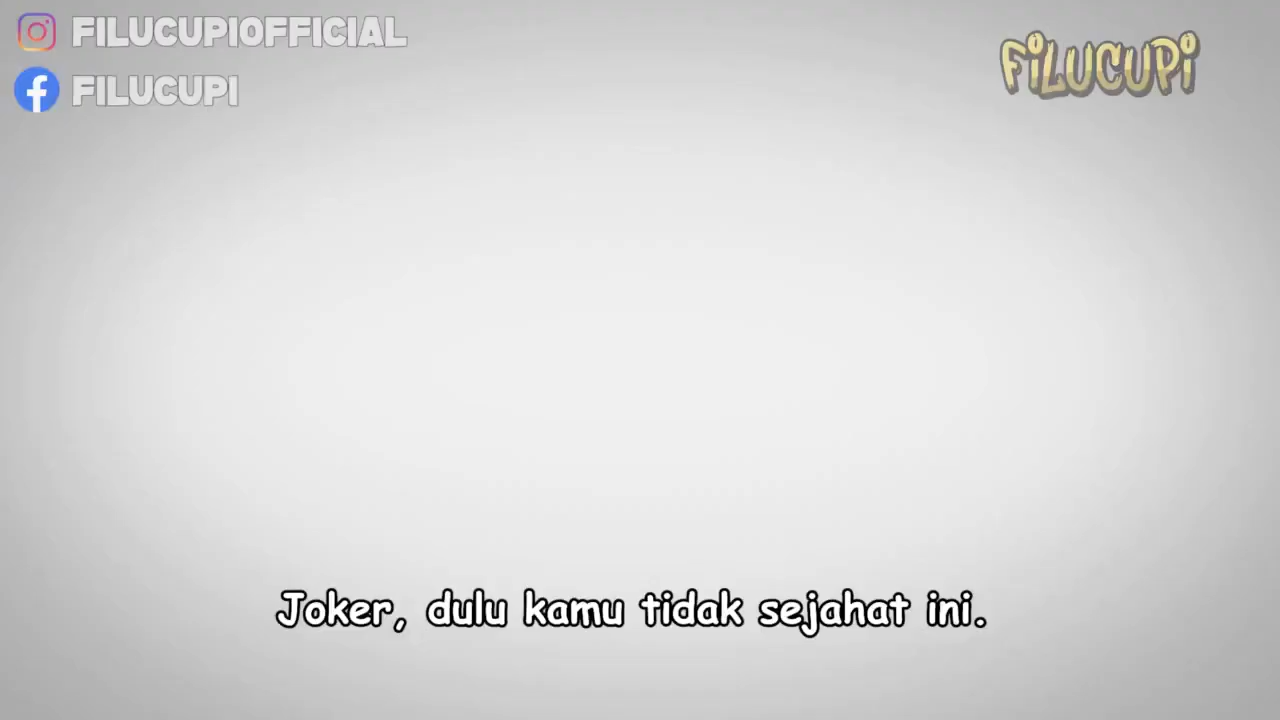 FILUCUPIOFFICIAL
FILUCUPI
FILUCUPI
Joker, dulu kamu tidak sejahat ini.